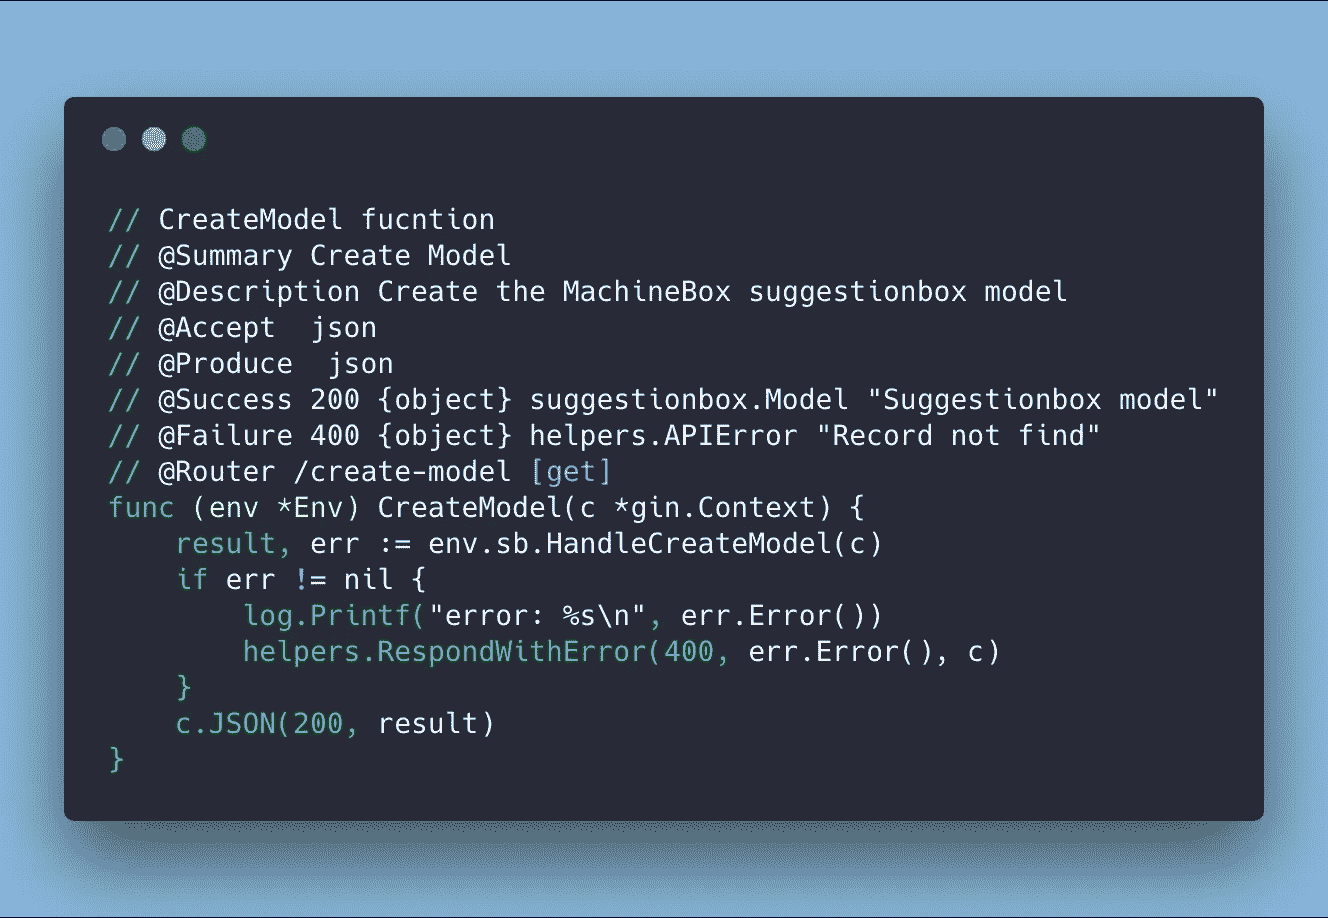 // CreateModel fucntion
// @Summary Create Model
// @Description Create the MachineBox suggestionbox model
// @Accept  json
// @Produce  json
// @Success 200 {object} suggestionbox.Model "Suggestionbox model"
// @Failure 400 {object} helpers.APIError "Record not find"
// @Router /create-model [get]
func (env *Env) CreateModel(c *gin.Context) {
    result, err := env.sb.HandleCreateModel(c)
    if err != nil {
        log.Printf("error: %s\n", err.Error())
        helpers.RespondWithError(400, err.Error(), c)
    }
    c.JSON(200, result)
}